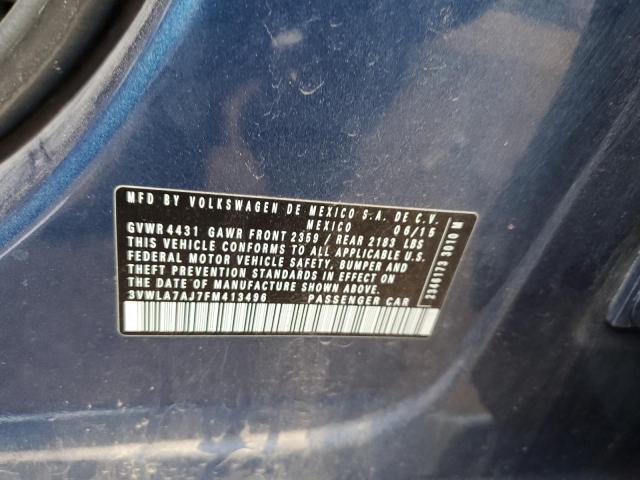 MFD BY VOLKSWAGEN DE MEXICO S.A. DE C.V.
MEXICO 06/15
GVWR 4431 GAWR FRONT 2359 / REAR 2183 LBS
THIS VEHICLE CONFORMS TO ALL APPLICABLE U.S.
FEDERAL MOTOR VEHICLE SAFETY, BUMPER AND
THEFT PREVENTION STANDARDS IN EFFECT ON
THE DATE OF MANUFACTURE SHOWN ABOVE.
3VWLA7AJ7FM413496 PASSENGER CAR
3010 M